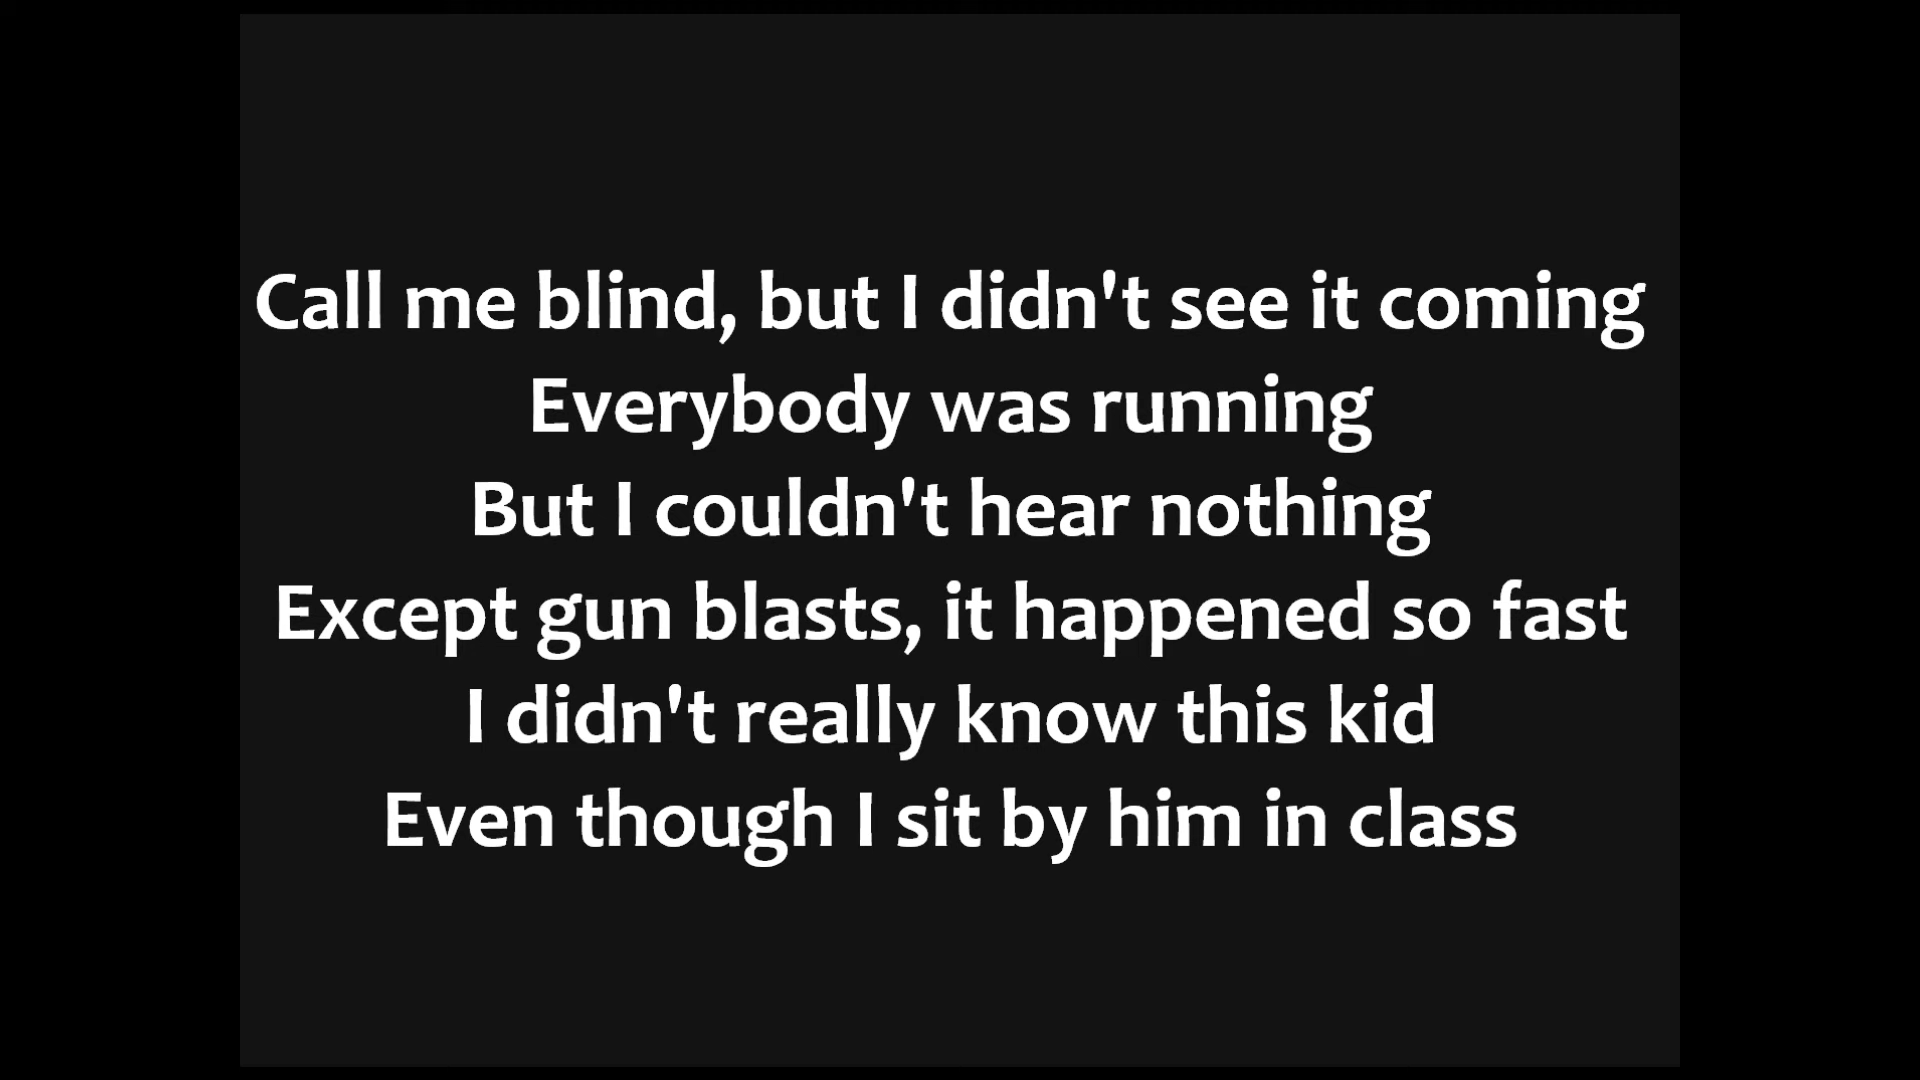 Call me blind, but I didn't see it coming
Everybody was running
But I couldn't hear nothing
Except gun blasts, it happened so fast
I didn't really know this kid
Even though I sit by him in class